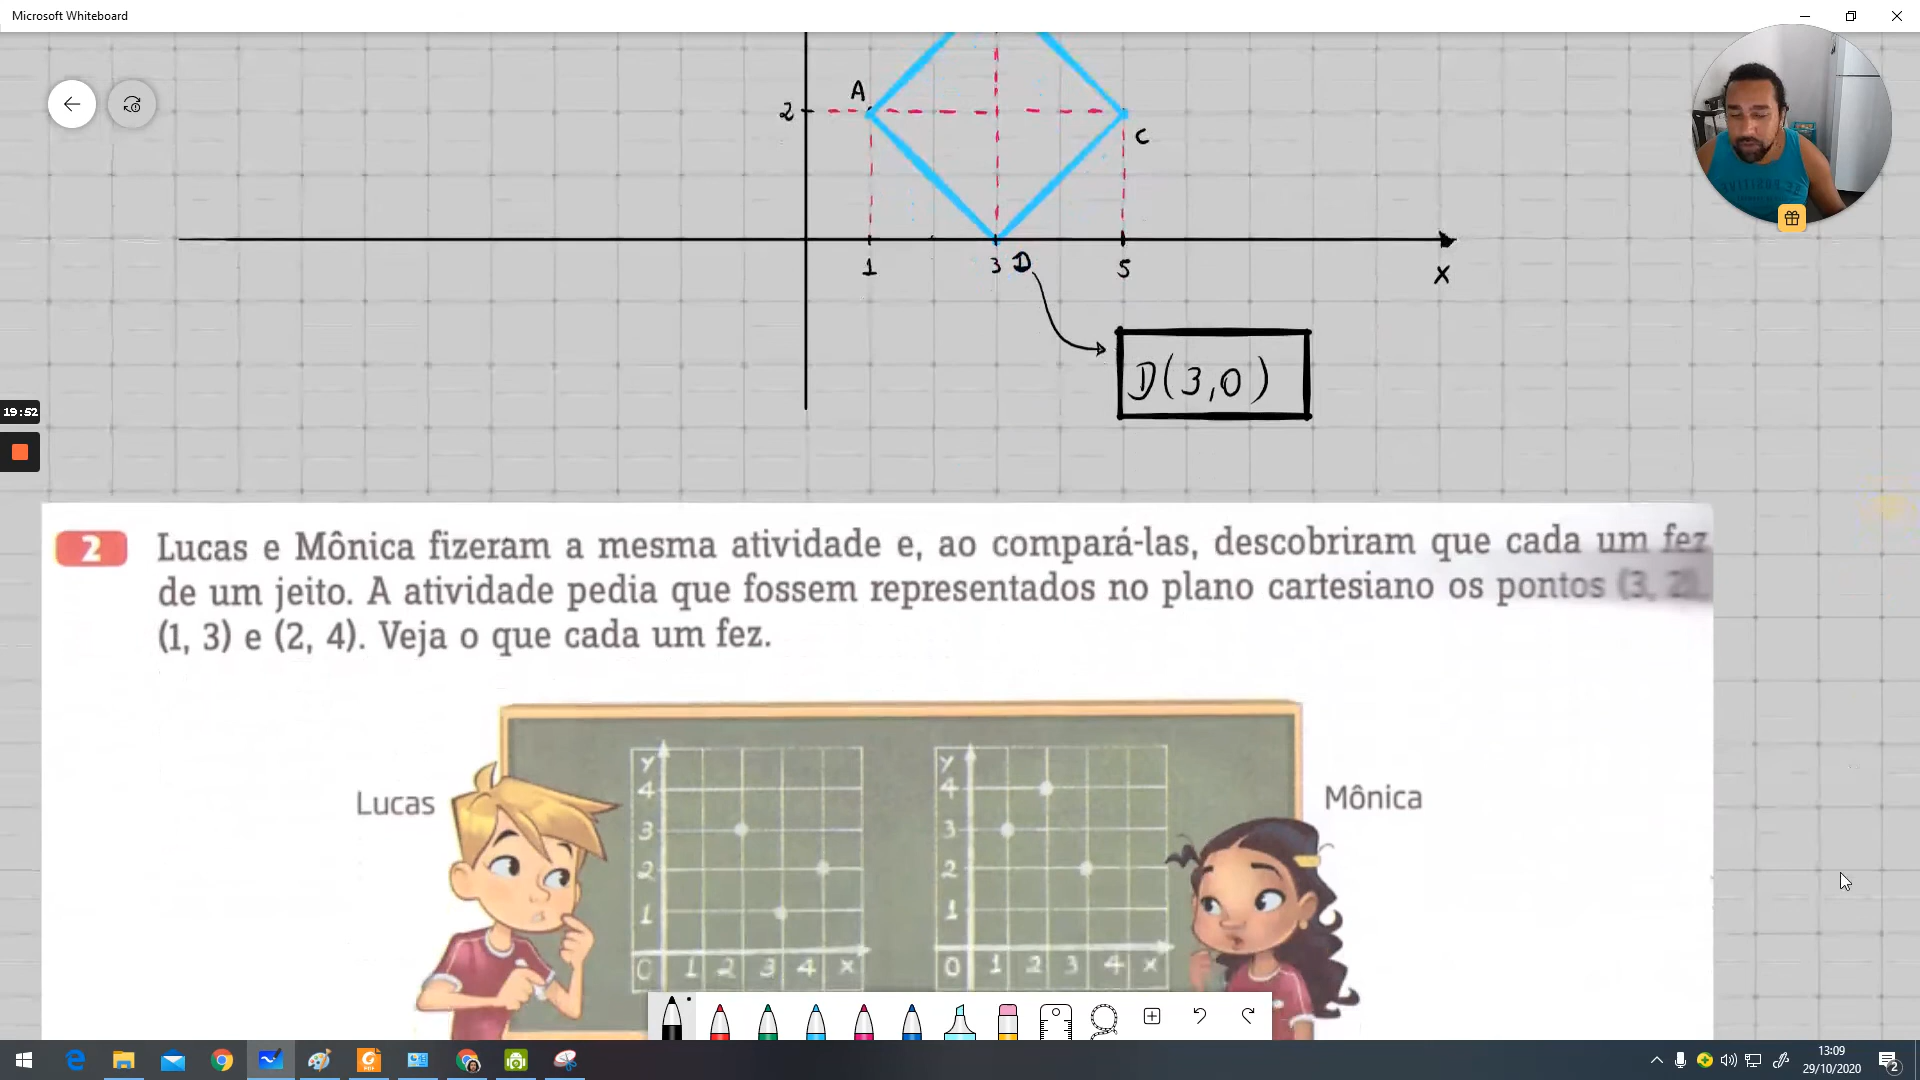 Microsoft Whiteboard
A
2
C
1
3 D
5
X
D(3,0)
19:52
2
Lucas e Mônica fizeram a mesma atividade e, ao compará-las, descobriram que cada um fez
de um jeito. A atividade pedia que fossem representados no plano cartesiano os pontos (3, 2),
(1, 3) e (2, 4). Veja o que cada um fez.
Lucas
Mônica
y
4
3
2
1
0 1 2 3 4 x
y
4
3
2
1
0 1 2 3 4 x
13:09
29/10/2020
2